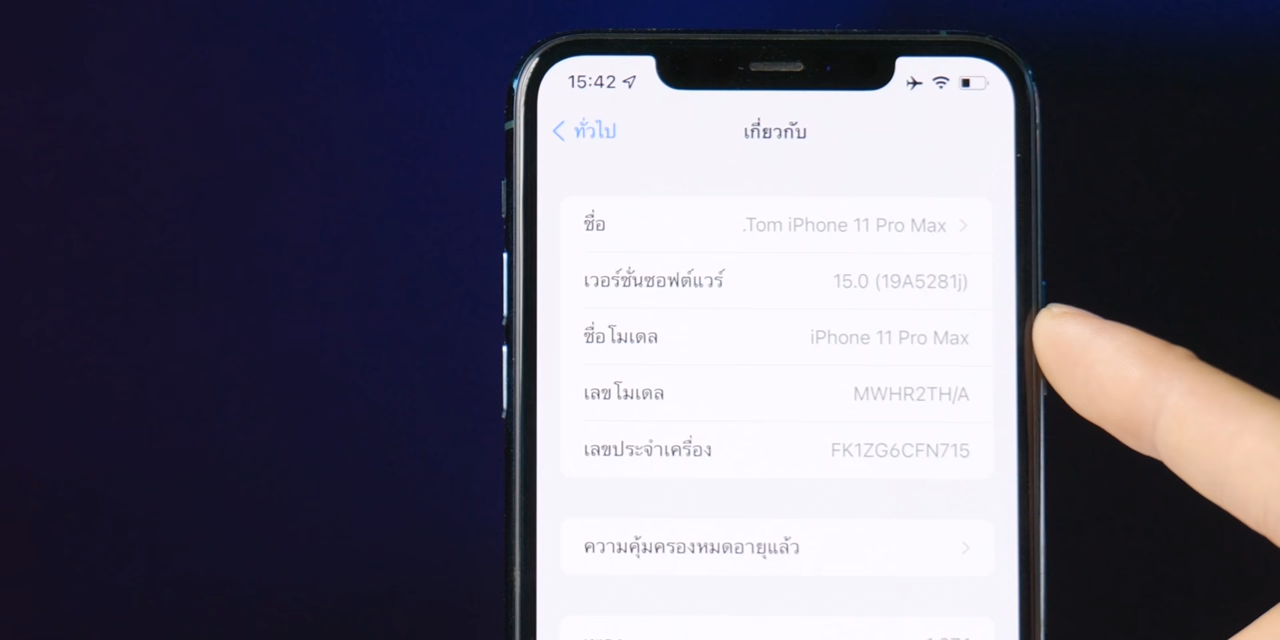 15:42
ทั่วไป
เกี่ยวกับ
ชื่อ .Tom iPhone 11 Pro Max
เวอร์ชั่นซอฟต์แวร์ 15.0 (19A5281j)
ชื่อโมเดล iPhone 11 Pro Max
เลขโมเดล MWHR2TH/A
เลขประจำเครื่อง FK1ZG6CFN715
ความคุ้มครองหมดอายุแล้ว